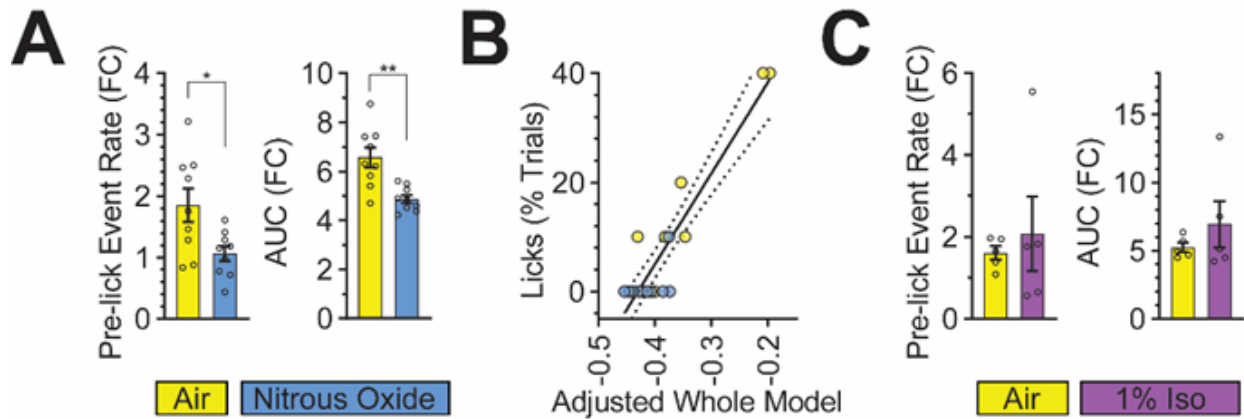 A
B
C
Pre-lick Event Rate (FC)
4
3
2
1
0
*
AUC (FC)
10
8
6
4
2
0
**
Air
Nitrous Oxide
Licks (% Trials)
40
20
0
-0.5
-0.4
-0.3
-0.2
Adjusted Whole Model
Pre-lick Event Rate (FC)
6
4
2
0
AUC (FC)
15
10
5
0
Air
1% Iso